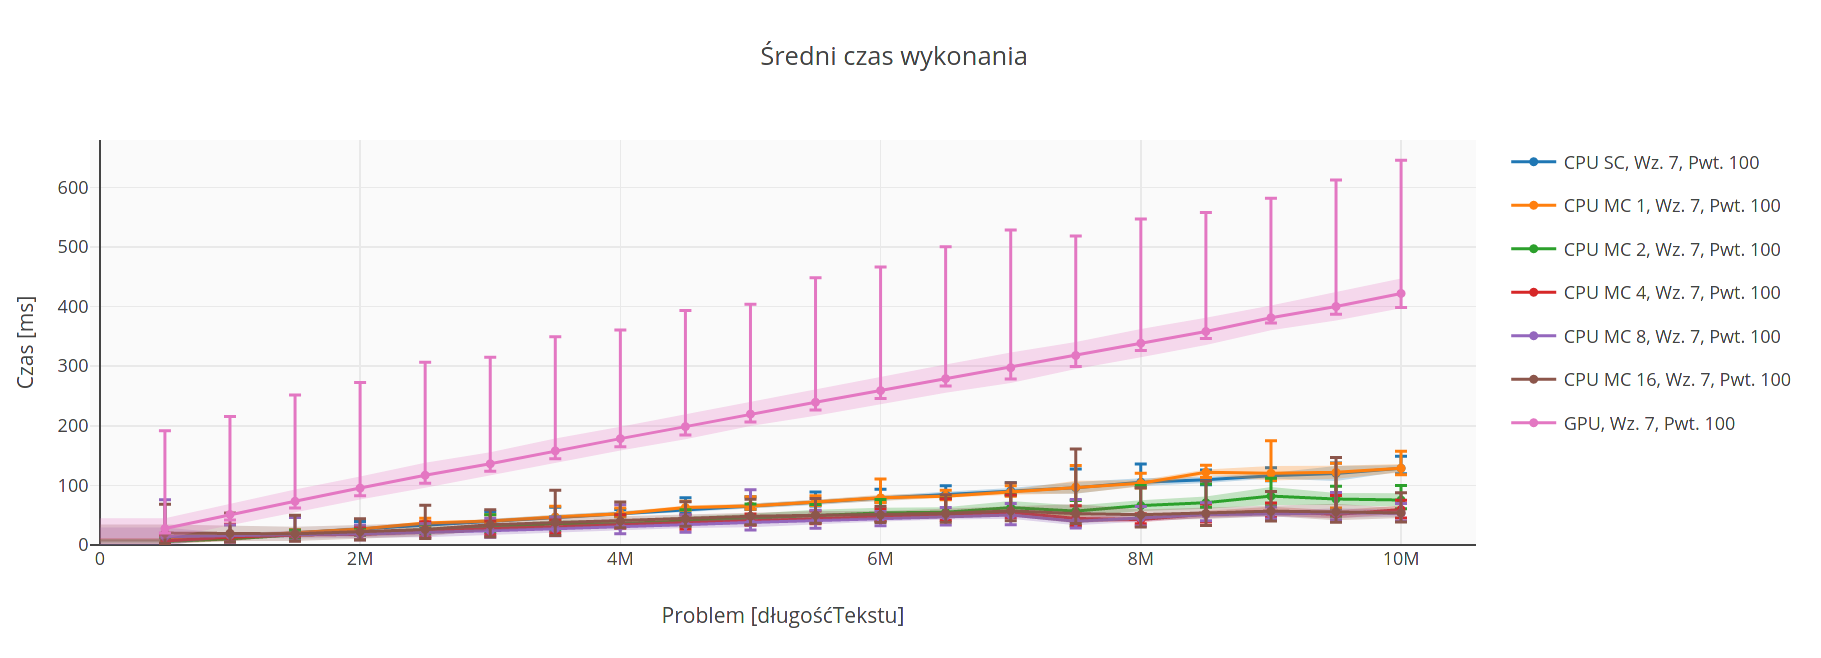 Średni czas wykonania
600
500
400
300
200
100
0
Czas [ms]
0 2M 4M 6M 8M 10M
Problem [długośćTekstu]
CPU SC, Wz. 7, Pwt. 100
CPU MC 1, Wz. 7, Pwt. 100
CPU MC 2, Wz. 7, Pwt. 100
CPU MC 4, Wz. 7, Pwt. 100
CPU MC 8, Wz. 7, Pwt. 100
CPU MC 16, Wz. 7, Pwt. 100
GPU, Wz. 7, Pwt. 100